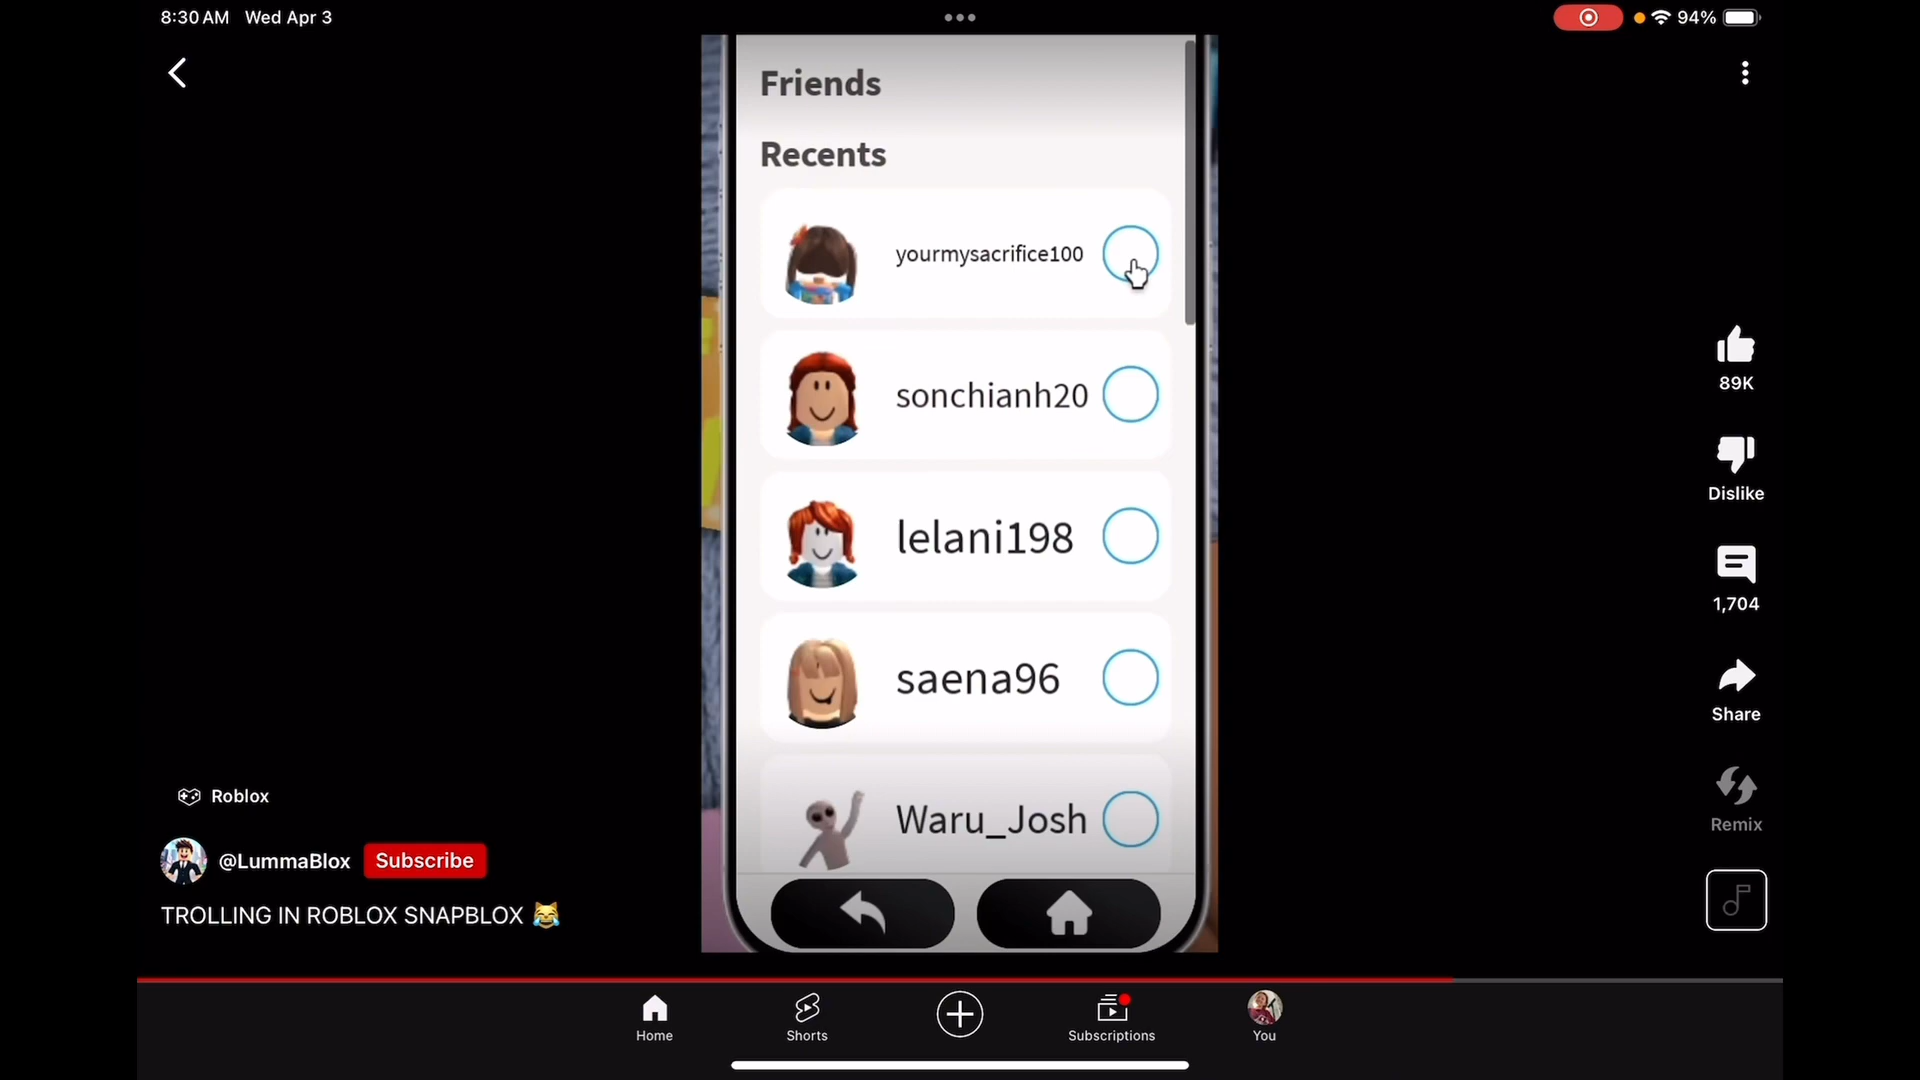 8:30 AM Wed Apr 3
94%
Friends
Recents
yourmysacrifice100
sonchianh20
lelani198
saena96
Waru_Josh
89K
Dislike
1,704
Share
Remix
Roblox
@LummaBlox Subscribe
TROLLING IN ROBLOX SNAPBLOX 😹
Home Shorts Subscriptions You